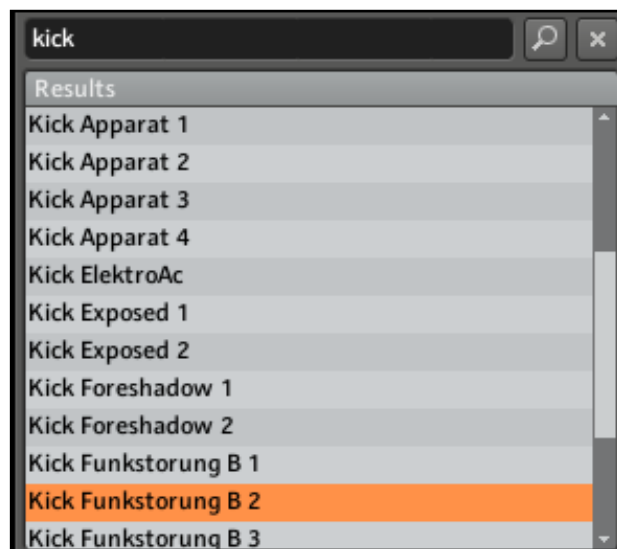 kick
Results
Kick Apparat 1
Kick Apparat 2
Kick Apparat 3
Kick Apparat 4
Kick ElektroAc
Kick Exposed 1
Kick Exposed 2
Kick Foreshadow 1
Kick Foreshadow 2
Kick Funkstorung B 1
Kick Funkstorung B 2
Kick Funkstorung B 3